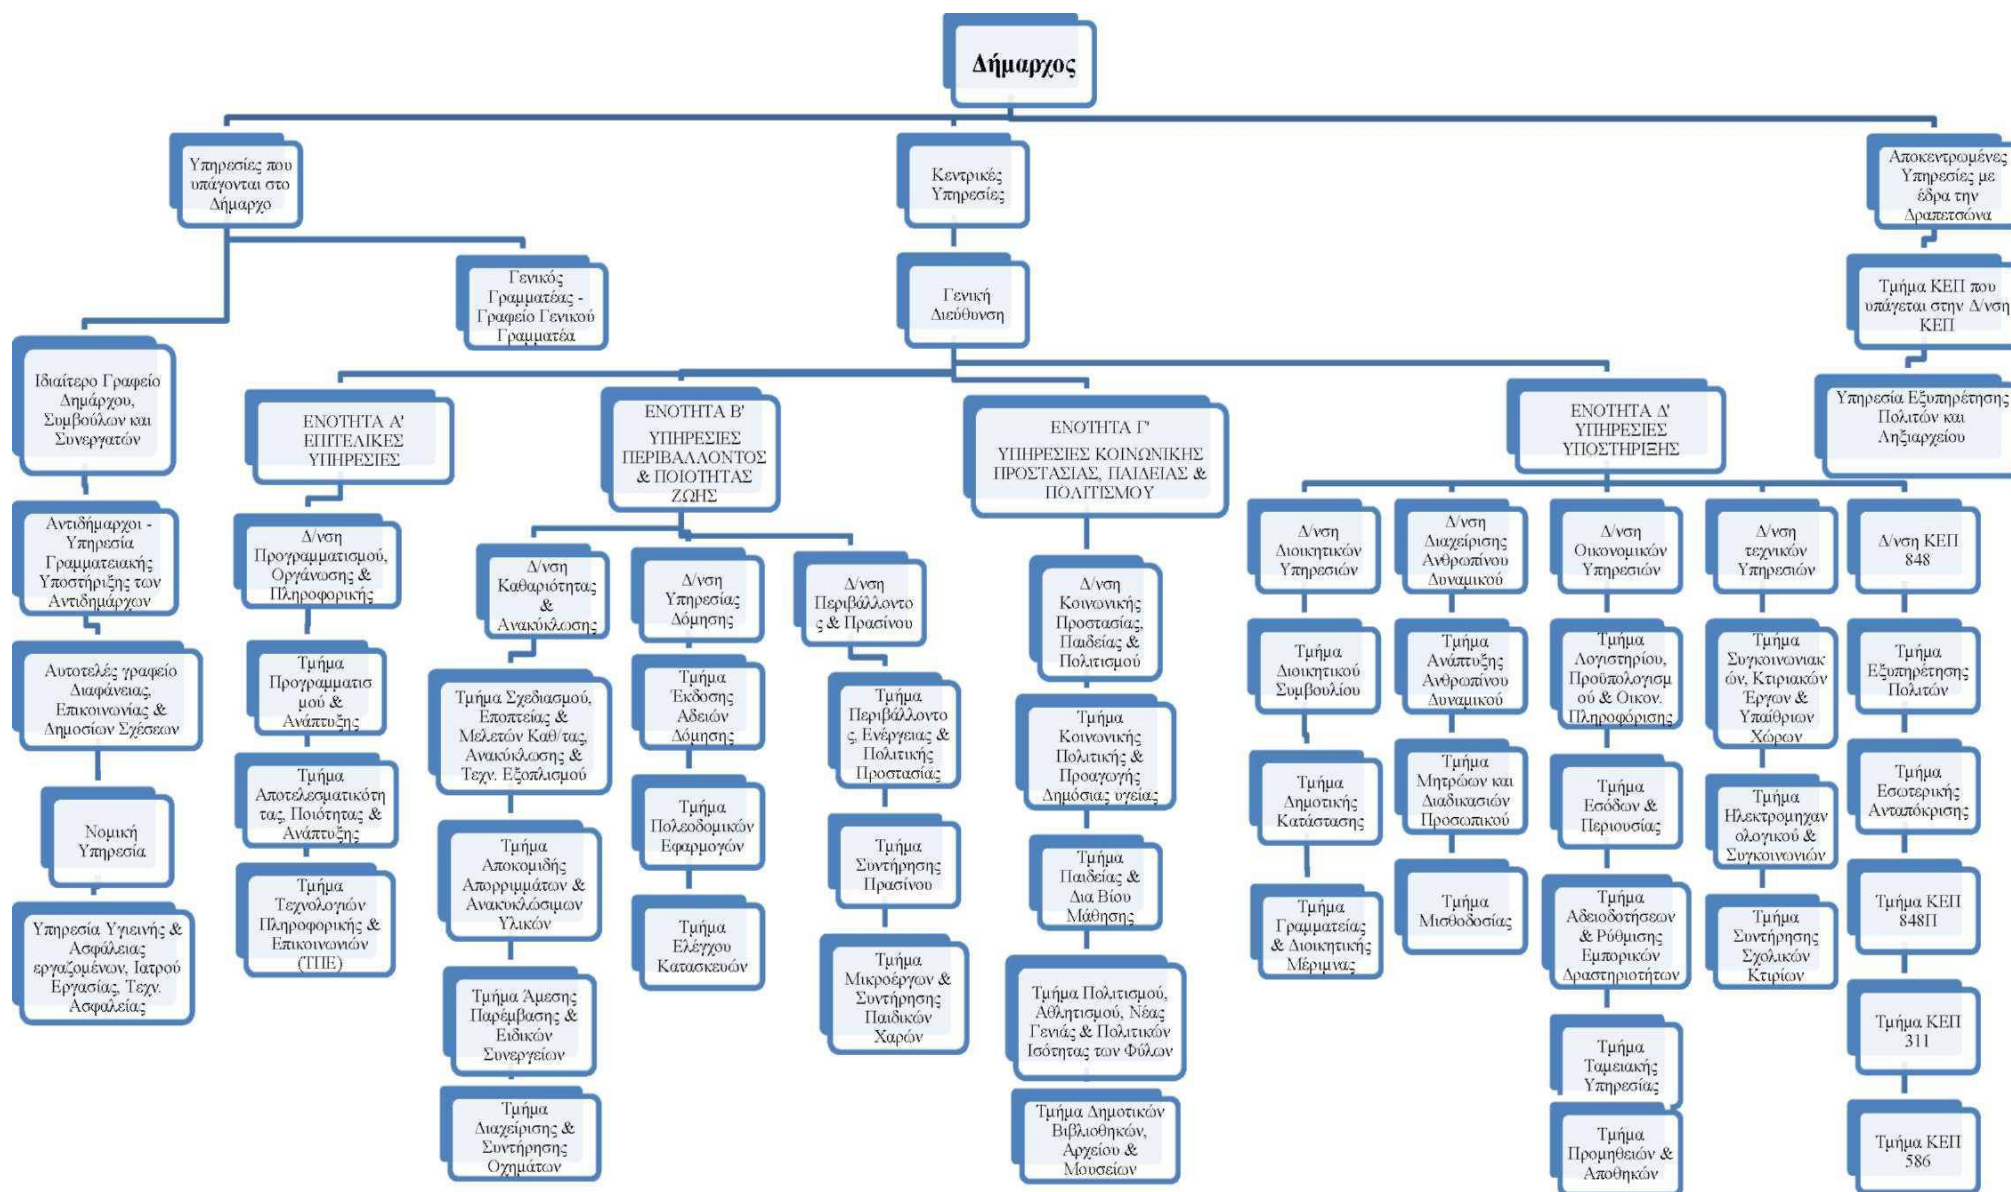 Δήμαρχος
Υπηρεσίες που
υπάγονται στο
Δήμαρχο
Κεντρικές
Υπηρεσίες
Αποκεντρωμένες
Υπηρεσίες με
έδρα την
Δραπετσώνα
Γενικός
Γραμματέας -
Γραφείο Γενικού
Γραμματέα
Γενική
Διεύθυνση
Τμήμα ΚΕΠ που
υπάγεται στην Δ/νση
ΚΕΠ
Ιδιαίτερο Γραφείο
Δημάρχου,
Συμβούλων και
Συνεργατών
Υπηρεσία Εξυπηρέτησης
Πολιτών και
Ληξιαρχείου
ΕΝΟΤΗΤΑ Α'
ΕΠΙΤΕΛΙΚΕΣ
ΥΠΗΡΕΣΙΕΣ
ΕΝΟΤΗΤΑ Β'
ΥΠΗΡΕΣΙΕΣ
ΠΕΡΙΒΑΛΛΟΝΤΟΣ
& ΠΟΙΟΤΗΤΑΣ
ΖΩΗΣ
ΕΝΟΤΗΤΑ Γ'
ΥΠΗΡΕΣΙΕΣ ΚΟΙΝΩΝΙΚΗΣ
ΠΡΟΣΤΑΣΙΑΣ, ΠΑΙΔΕΙΑΣ &
ΠΟΛΙΤΙΣΜΟΥ
ΕΝΟΤΗΤΑ Δ'
ΥΠΗΡΕΣΙΕΣ
ΥΠΟΣΤΗΡΙΞΗΣ
Αντιδήμαρχοι -
Υπηρεσία
Γραμματειακής
Υποστήριξης των
Αντιδημάρχων
Αυτοτελές γραφείο
Διαφάνειας,
Επικοινωνίας &
Δημοσίων Σχέσεων
Νομική
Υπηρεσία
Υπηρεσία Υγιεινής &
Ασφάλειας
εργαζομένων, Ιατρού
Εργασίας, Τεχν.
Ασφαλείας
Δ/νση
Προγραμματισμού,
Οργάνωσης &
Πληροφορικής
Τμήμα
Προγραμματισ
μού &
Ανάπτυξης
Τμήμα
Αποτελεσματικότη
τας, Ποιότητας &
Ανάπτυξης
Τμήμα
Τεχνολογιών
Πληροφορικής &
Επικοινωνιών
(ΤΠΕ)
Δ/νση
Καθαριότητας
&
Ανακύκλωσης
Τμήμα Σχεδιασμού,
Εποπτείας &
Μελετών Καθ/τας,
Ανακύκλωσης &
Τεχν. Εξοπλισμού
Τμήμα
Αποκομιδής
Απορριμμάτων &
Ανακυκλώσιμων
Υλικών
Τμήμα Άμεσης
Παρέμβασης &
Ειδικών
Συνεργείων
Τμήμα
Διαχείρισης &
Συντήρησης
Οχημάτων
Δ/νση
Υπηρεσίας
Δόμησης
Τμήμα
Έκδοσης
Αδειών
Δόμησης
Τμήμα
Πολεοδομικών
Εφαρμογών
Τμήμα
Ελέγχου
Κατασκευών
Δ/νση
Περιβάλλοντο
ς & Πρασίνου
Τμήμα
Περιβάλλοντο
ς, Ενέργειας &
Πολιτικής
Προστασίας
Τμήμα
Συντήρησης
Πρασίνου
Τμήμα
Μικροέργων &
Συντήρησης
Παιδικών
Χαρών
Δ/νση
Κοινωνικής
Προστασίας,
Παιδείας &
Πολιτισμού
Τμήμα
Κοινωνικής
Πολιτικής &
Προαγωγής
Δημόσιας υγείας
Τμήμα
Παιδείας &
Δια Βίου
Μάθησης
Τμήμα Πολιτισμού,
Αθλητισμού, Νέας
Γενιάς & Πολιτικών
Ισότητας των Φύλων
Τμήμα Δημοτικών
Βιβλιοθηκών,
Αρχείου &
Μουσείων
Δ/νση
Διοικητικών
Υπηρεσιών
Τμήμα
Διοικητικού
Συμβουλίου
Τμήμα
Δημοτικής
Κατάστασης
Τμήμα
Γραμματείας
& Διοικητικής
Μέριμνας
Δ/νση
Διαχείρισης
Ανθρωπίνου
Δυναμικού
Τμήμα
Ανάπτυξης
Ανθρωπίνου
Δυναμικού
Τμήμα
Μητρώων και
Διαδικασιών
Προσωπικού
Τμήμα
Μισθοδοσίας
Δ/νση
Οικονομικών
Υπηρεσιών
Τμήμα
Λογιστηρίου,
Προϋπολογισμ
ού & Οικον.
Πληροφόρισης
Τμήμα
Εσόδων &
Περιουσίας
Τμήμα
Αδειοδοτήσεων
& Ρύθμισης
Εμπορικών
Δραστηριοτήτων
Τμήμα
Ταμειακής
Υπηρεσίας
Τμήμα
Προμηθειών &
Αποθηκών
Δ/νση
τεχνικών
Υπηρεσιών
Τμήμα
Συγκοινωνιακ
ών, Κτιριακών
Έργων &
Υπαίθριων
Χώρων
Τμήμα
Ηλεκτρομηχαν
ολογικού &
Συγκοινωνιών
Τμήμα
Συντήρησης
Σχολικών
Κτιρίων
Δ/νση ΚΕΠ
848
Τμήμα
Εξυπηρέτησης
Πολιτών
Τμήμα
Εσωτερικής
Ανταπόκρισης
Τμήμα ΚΕΠ
848Π
Τμήμα ΚΕΠ
311
Τμήμα ΚΕΠ
586